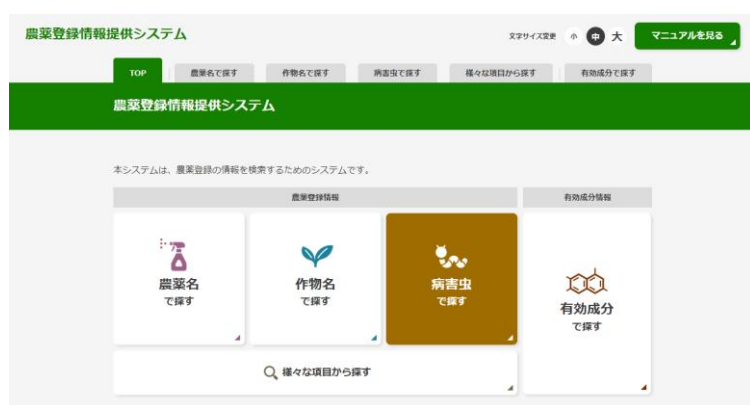 農薬登録情報提供システム
文字サイズ変更 小 中 大 マニュアルを見る
TOP 農薬名で探す 作物名で探す 病害虫で探す 様々な項目から探す 有効成分で探す
農薬登録情報提供システム
本システムは、農薬登録の情報を検索するためのシステムです。
農薬登録情報 有効成分情報
農薬名
で探す
作物名
で探す
病害虫
で探す
有効成分
で探す
様々な項目から探す